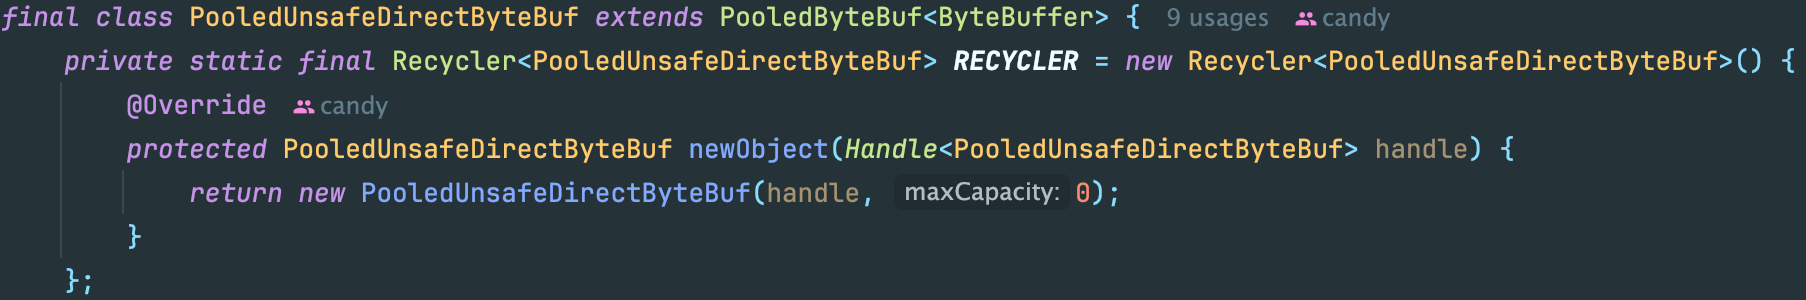 final class PooledUnsafeDirectByteBuf extends PooledByteBuf<ByteBuffer> { 9 usages candy
private static final Recycler<PooledUnsafeDirectByteBuf> RECYCLER = new Recycler<PooledUnsafeDirectByteBuf>() {
@Override candy
protected PooledUnsafeDirectByteBuf newObject(Handle<PooledUnsafeDirectByteBuf> handle) {
return new PooledUnsafeDirectByteBuf(handle, maxCapacity: 0);
}
};